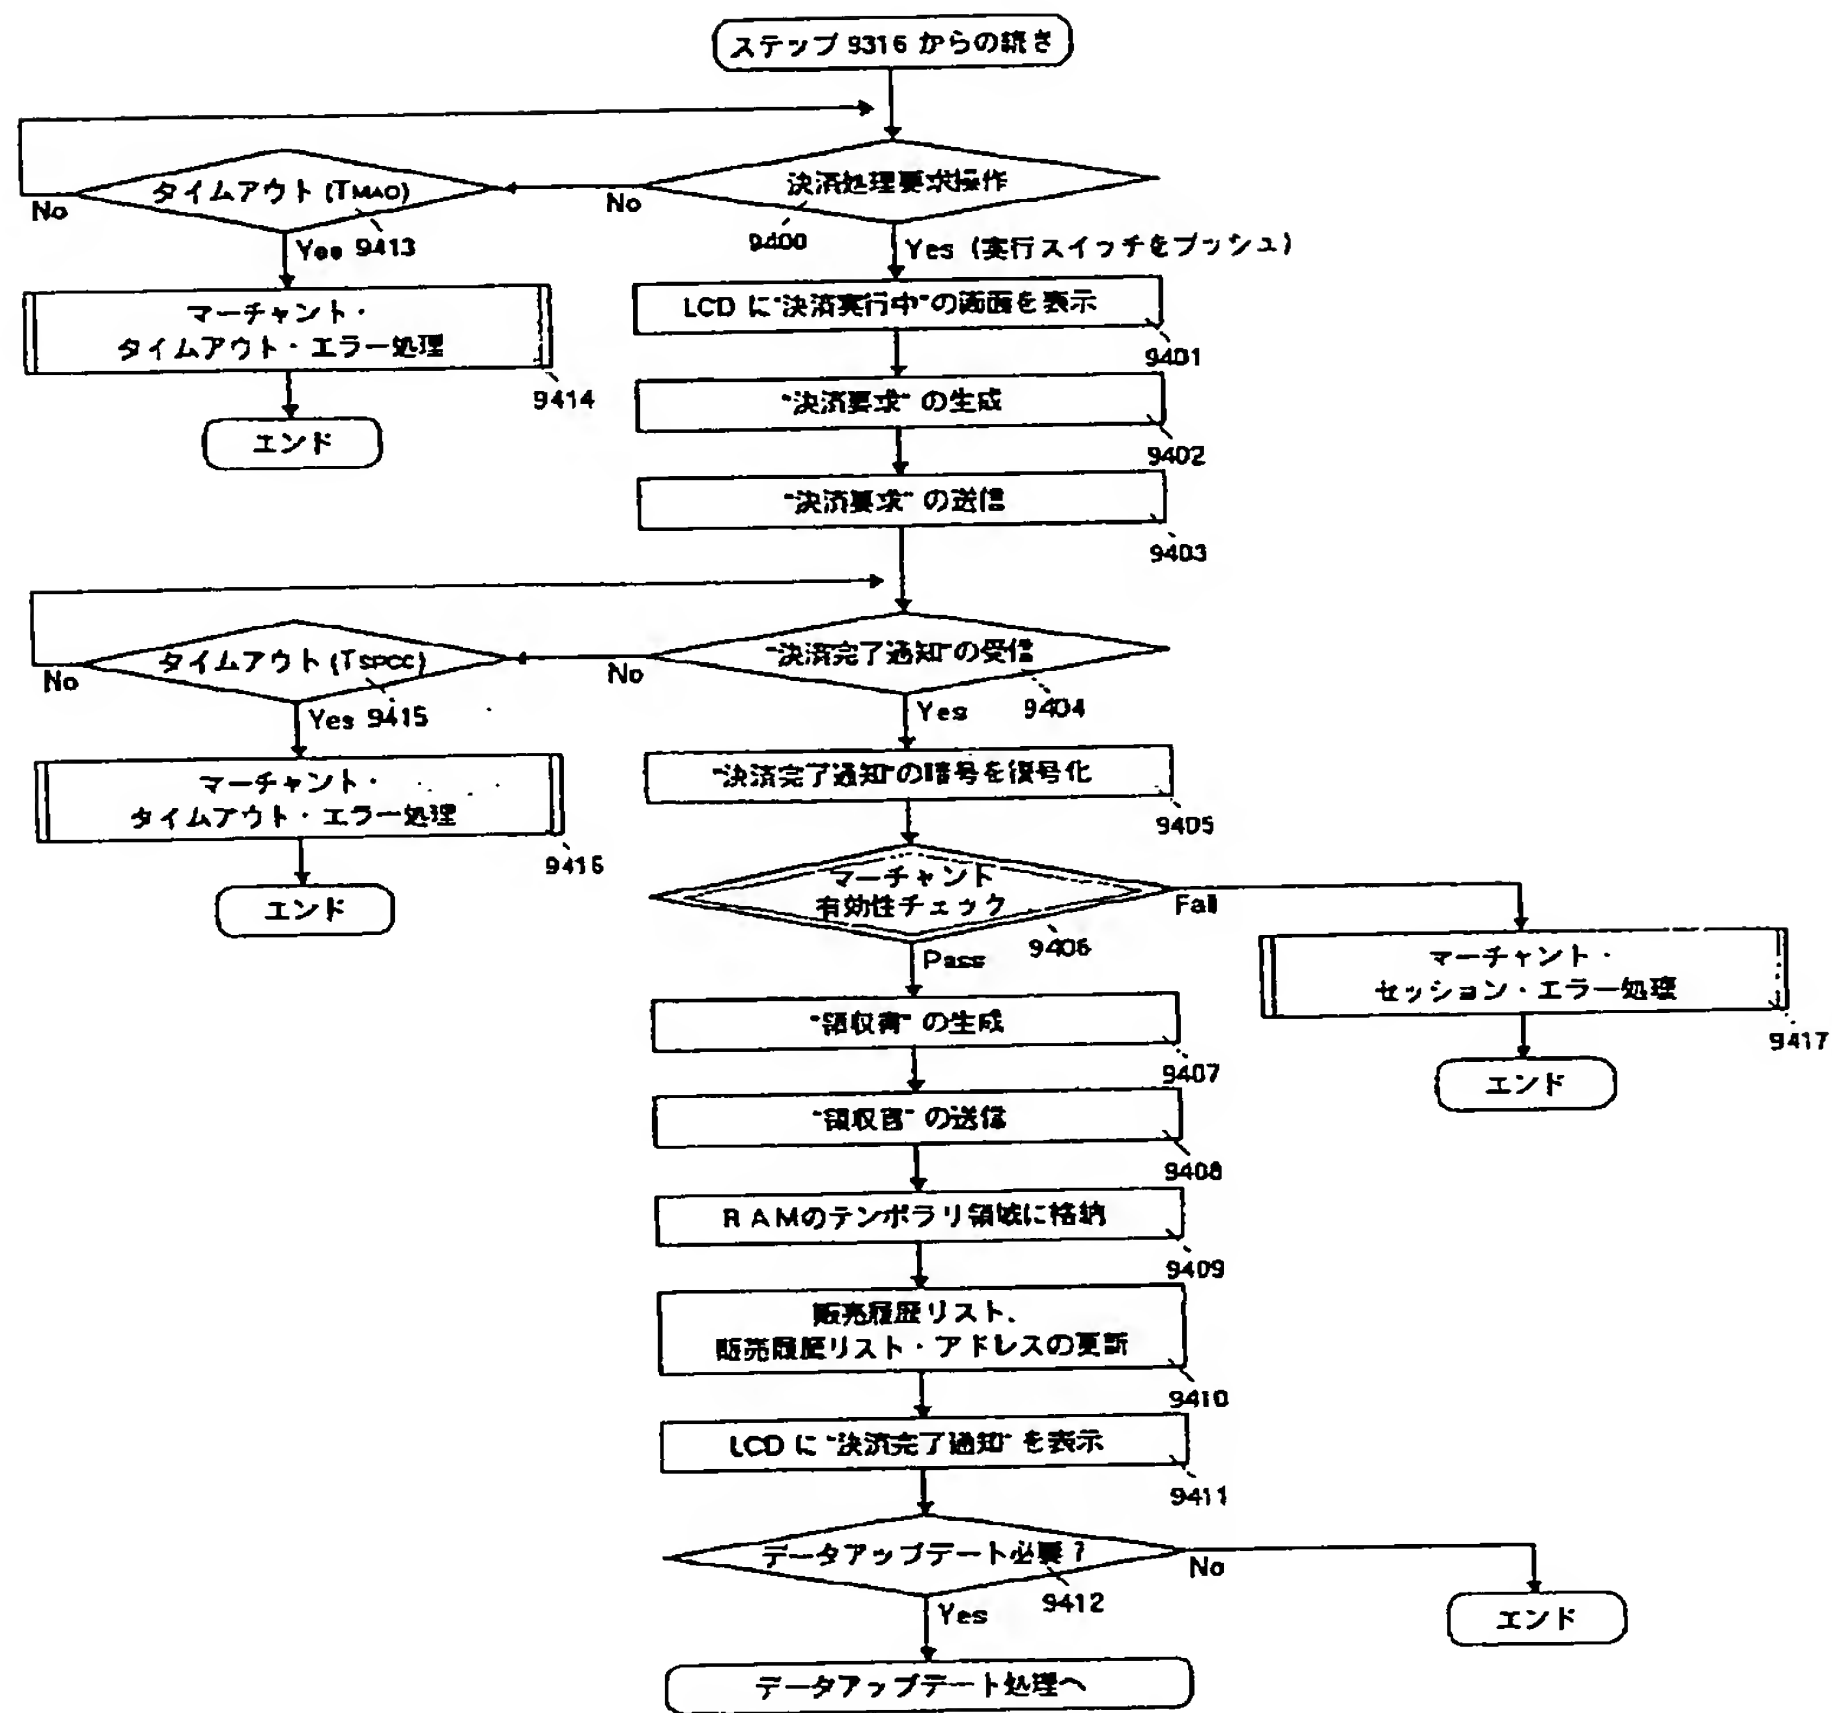 ステップ 9316 からの続き
タイムアウト (TMAO)
No
Yes 9413
決済処理要求操作
No
9400
Yes (実行スイッチをプッシュ)
マーチャント・
タイムアウト・エラー処理
9414
エンド
LCD に"決済実行中"の画面を表示
9401
"決済要求" の生成
9402
"決済要求" の送信
9403
タイムアウト (TSPCC)
No
Yes 9415
"決済完了通知"の受信
No
Yes
9404
マーチャント・
タイムアウト・エラー処理
9416
エンド
"決済完了通知"の暗号を復号化
9405
マーチャント
有効性チェック
Fail
9406
Pass
マーチャント・
セッション・エラー処理
9417
エンド
"領収書" の生成
9407
"領収書" の送信
9408
RAMのテンポラリ領域に格納
9409
販売履歴リスト、
販売履歴リスト・アドレスの更新
9410
LCD に "決済完了通知" を表示
9411
データアップデート必要？
No
9412
Yes
エンド
データアップデート処理へ